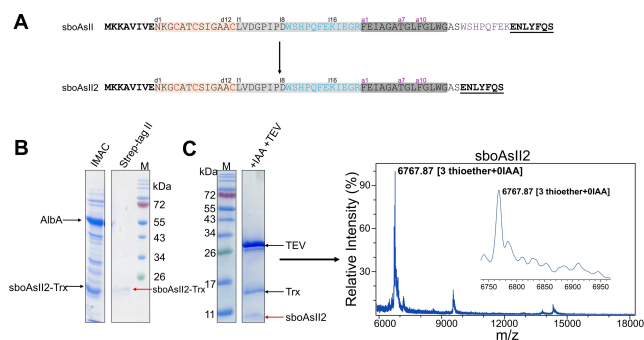 A
d1 d12 l1 l8 l16 a1 a7 a10
sboAsII MKKAVIVENKGCATCSIGAACLVDGPIPDWSHPQFEKIEGRFEIAGATGLFGLWGASWSHPQFEKENLYFQS
d1 d12 l1 l8 l16 a1 a7 a10
sboAsII2 MKKAVIVENKGCATCSIGAACLVDGPIPDWSHPQFEKIEGRFEIAGATGLFGLWGASENLYFQS
B
IMAC
Strep-tag II
M
kDa
72
55
43
34
26
AlbA
sboAsII2-Trx
sboAsII2-Trx
C
kDa
M
+IAA +TEV
72
55
43
34
26
17
11
TEV
Trx
sboAsII2
sboAsII2
6767.87 [3 thioether+0IAA]
6767.87 [3 thioether+0IAA]
Relative Intensity (%)
90
60
30
6750 6800 6850 6900 6950
6000 9000 12000 15000 18000
m/z